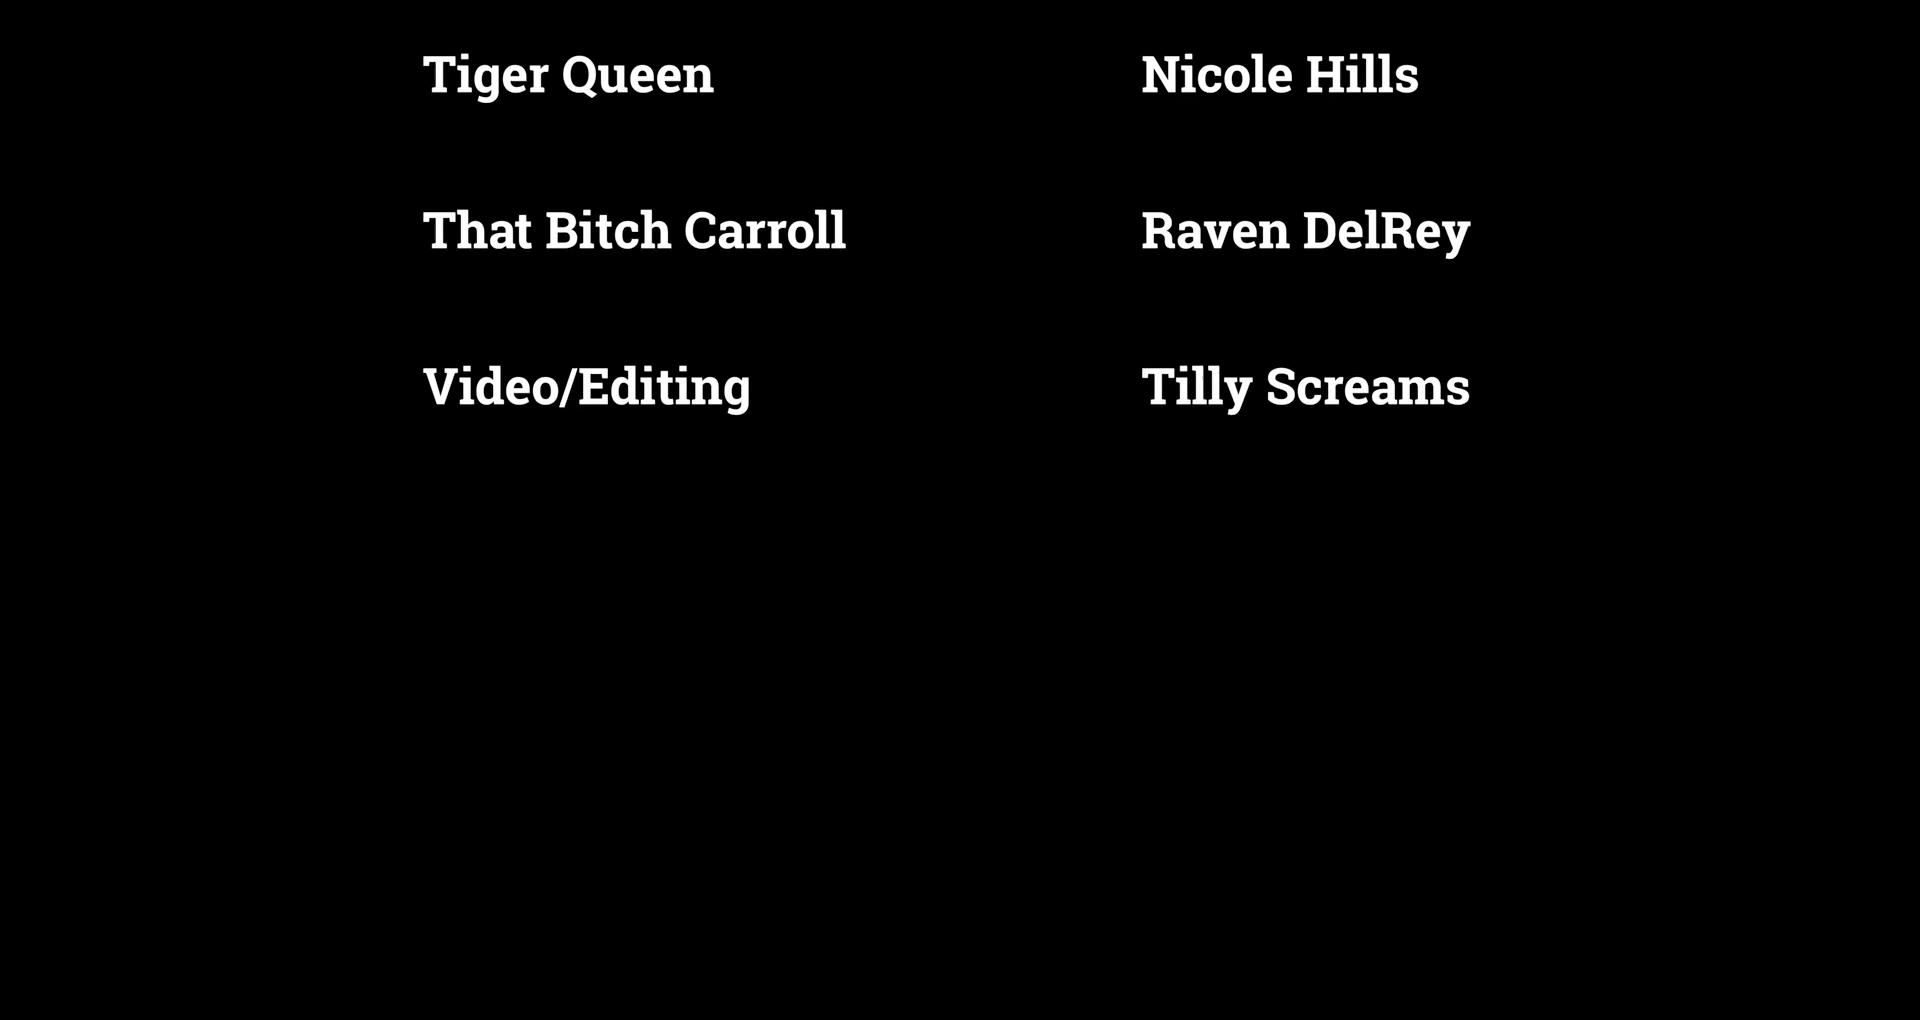 Tiger Queen Nicole Hills
That Bitch Carroll Raven DelRey
Video/Editing Tilly Screams